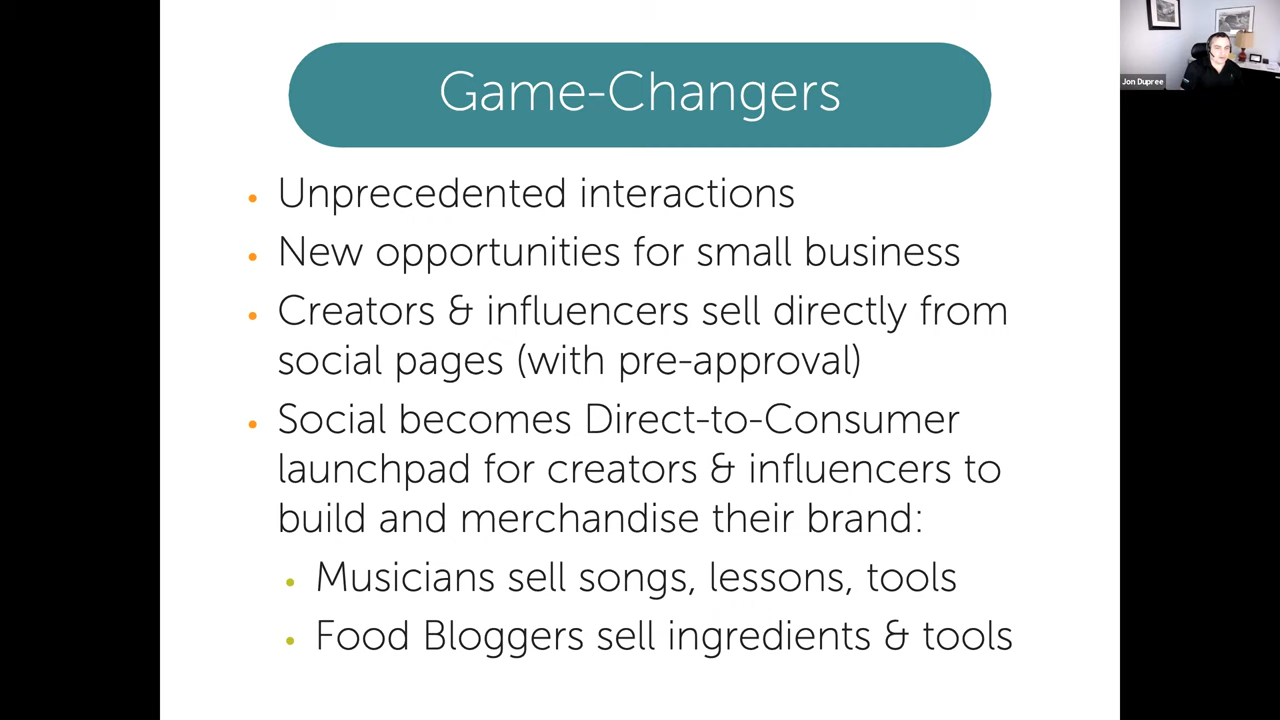 Game-Changers
Jon Dupree
• Unprecedented interactions
• New opportunities for small business
• Creators & influencers sell directly from
social pages (with pre-approval)
• Social becomes Direct-to-Consumer
launchpad for creators & influencers to
build and merchandise their brand:
• Musicians sell songs, lessons, tools
• Food Bloggers sell ingredients & tools